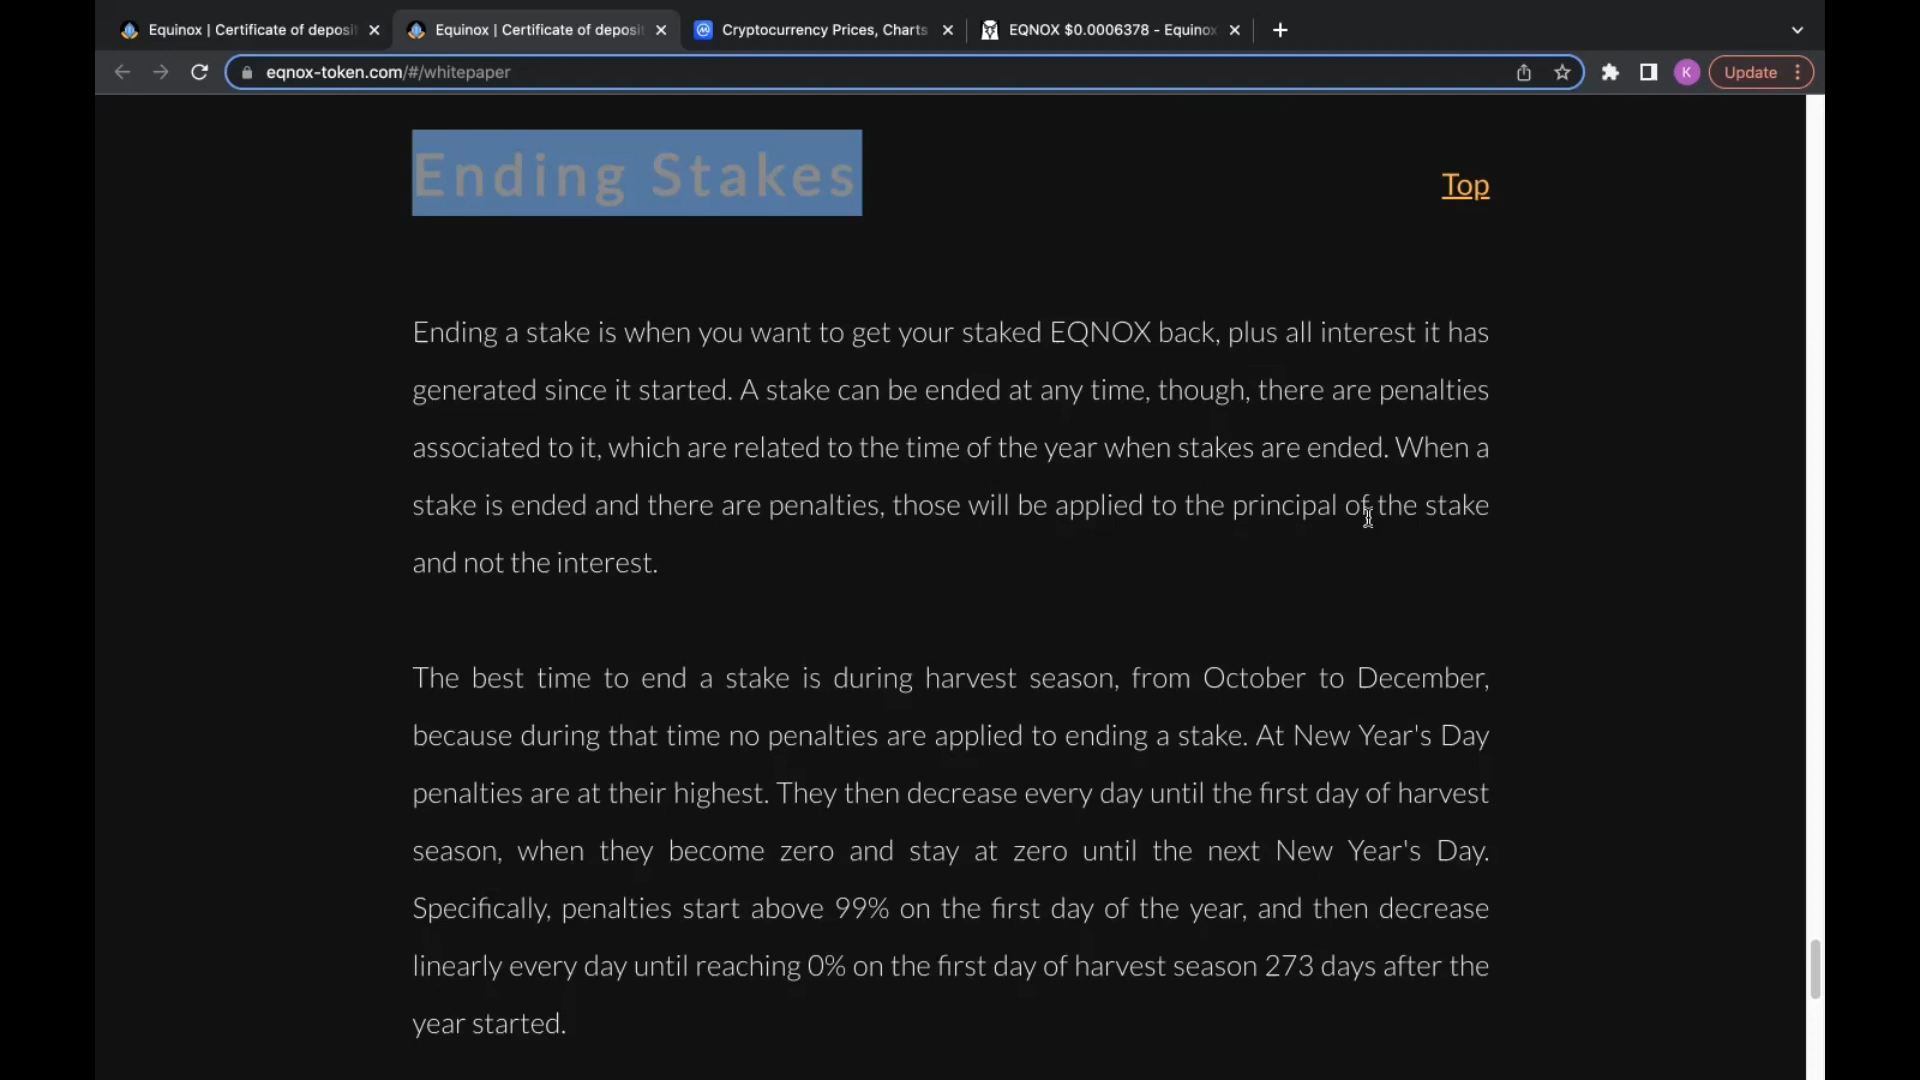 Equinox | Certificate of deposi
Equinox | Certificate of deposi
Cryptocurrency Prices, Charts
EQNOX $0.0006378 - Equinox
eqnox-token.com/#/whitepaper
K
Update
Ending Stakes
Top
Ending a stake is when you want to get your staked EQNOX back, plus all interest it has
generated since it started. A stake can be ended at any time, though, there are penalties
associated to it, which are related to the time of the year when stakes are ended. When a
stake is ended and there are penalties, those will be applied to the principal of the stake
and not the interest.
The best time to end a stake is during harvest season, from October to December,
because during that time no penalties are applied to ending a stake. At New Year's Day
penalties are at their highest. They then decrease every day until the first day of harvest
season, when they become zero and stay at zero until the next New Year's Day.
Specifically, penalties start above 99% on the first day of the year, and then decrease
linearly every day until reaching 0% on the first day of harvest season 273 days after the
year started.